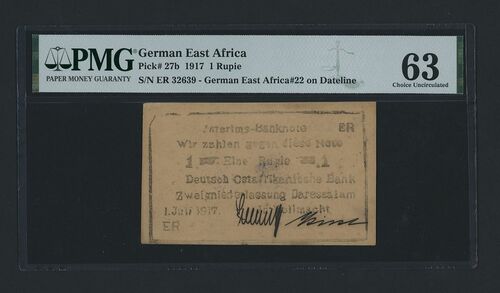 PMG
PAPER MONEY GUARANTY
German East Africa
Pick# 27b 1917 1 Rupie
S/N ER 32639 - German East Africa#22 on Dateline
63
Choice Uncirculated
Interims-Banknote ER
Wir zahlen gegen diese Note
1 Eine Rupie 1
Deutsch Ostafrikanische Bank
Zweigniederlassung Daressalam
1.Juli 1917. Vollmacht
ER